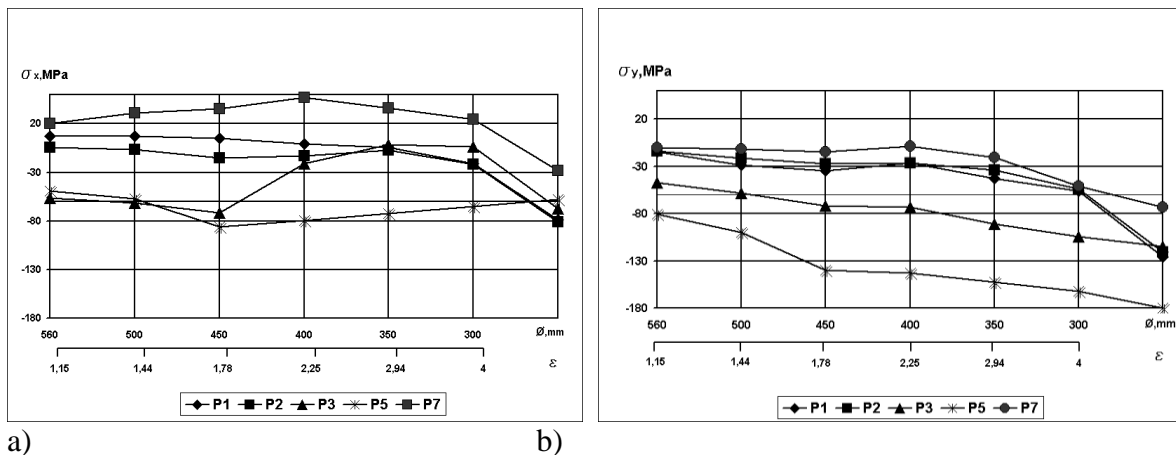 σ x,MPa
20
-30
-80
-130
-180
560 500 450 400 350 300 Ø,mm
1,15 1,44 1,78 2,25 2,94 4 ε
P1 P2 P3 P5 P7
σ y,MPa
20
-30
-80
-130
-180
560 500 450 400 350 300 Ø,mm
1,15 1,44 1,78 2,25 2,94 4 ε
P1 P2 P3 P5 P7
a) b)